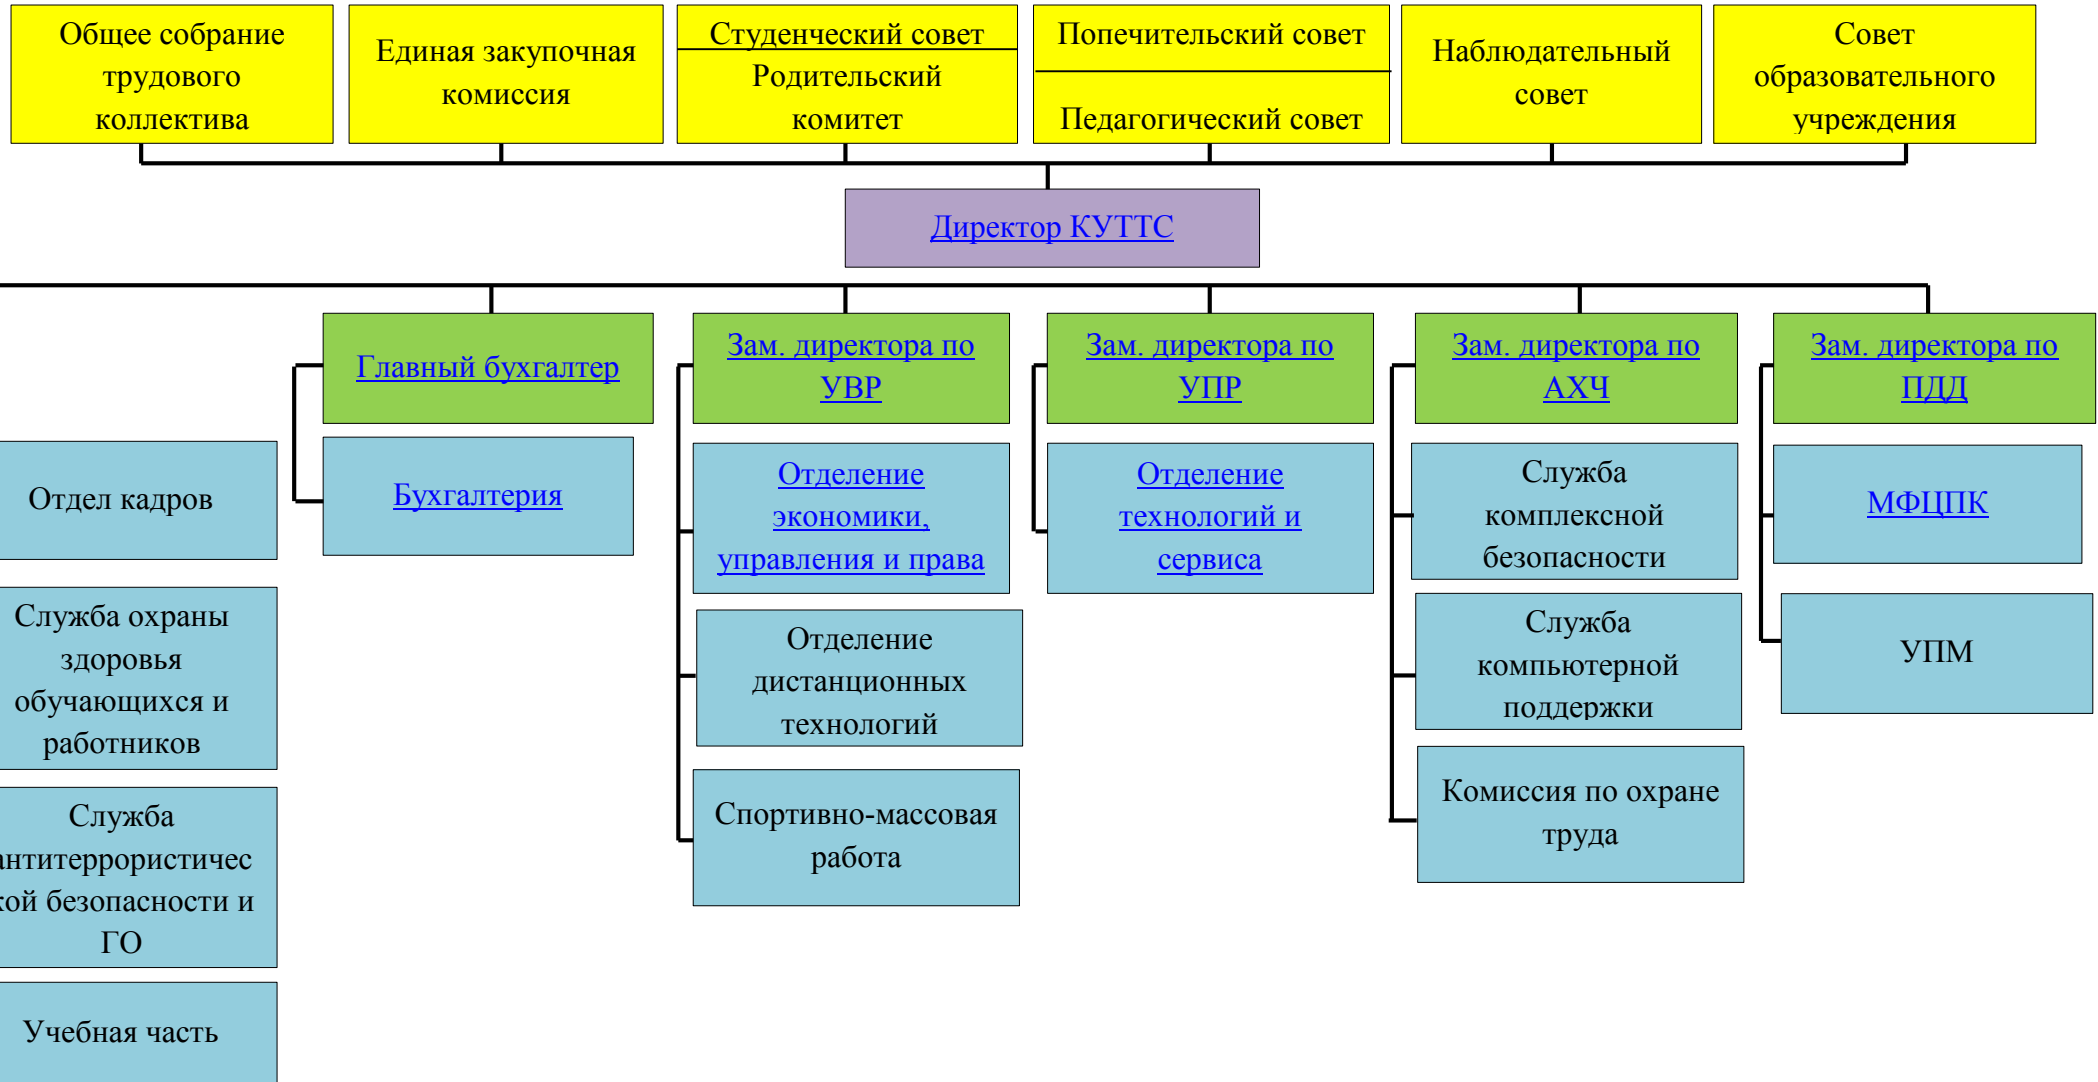 Общее собрание
трудового
коллектива
Единая закупочная
комиссия
Студенческий совет
Родительский
комитет
Попечительский совет
Педагогический совет
Наблюдательный
совет
Совет
образовательного
учреждения
Директор КУТТС
Главный бухгалтер
Зам. директора по
УВР
Зам. директора по
УПР
Зам. директора по
АХЧ
Зам. директора по
ПДД
Отдел кадров
Бухгалтерия
Отделение
экономики,
управления и права
Отделение
технологий и
сервиса
Служба
комплексной
безопасности
МФЦПК
Служба охраны
здоровья
обучающихся и
работников
Отделение
дистанционных
технологий
Служба
компьютерной
поддержки
УПМ
Служба
антитеррористичес
кой безопасности и
ГО
Спортивно-массовая
работа
Комиссия по охране
труда
Учебная часть